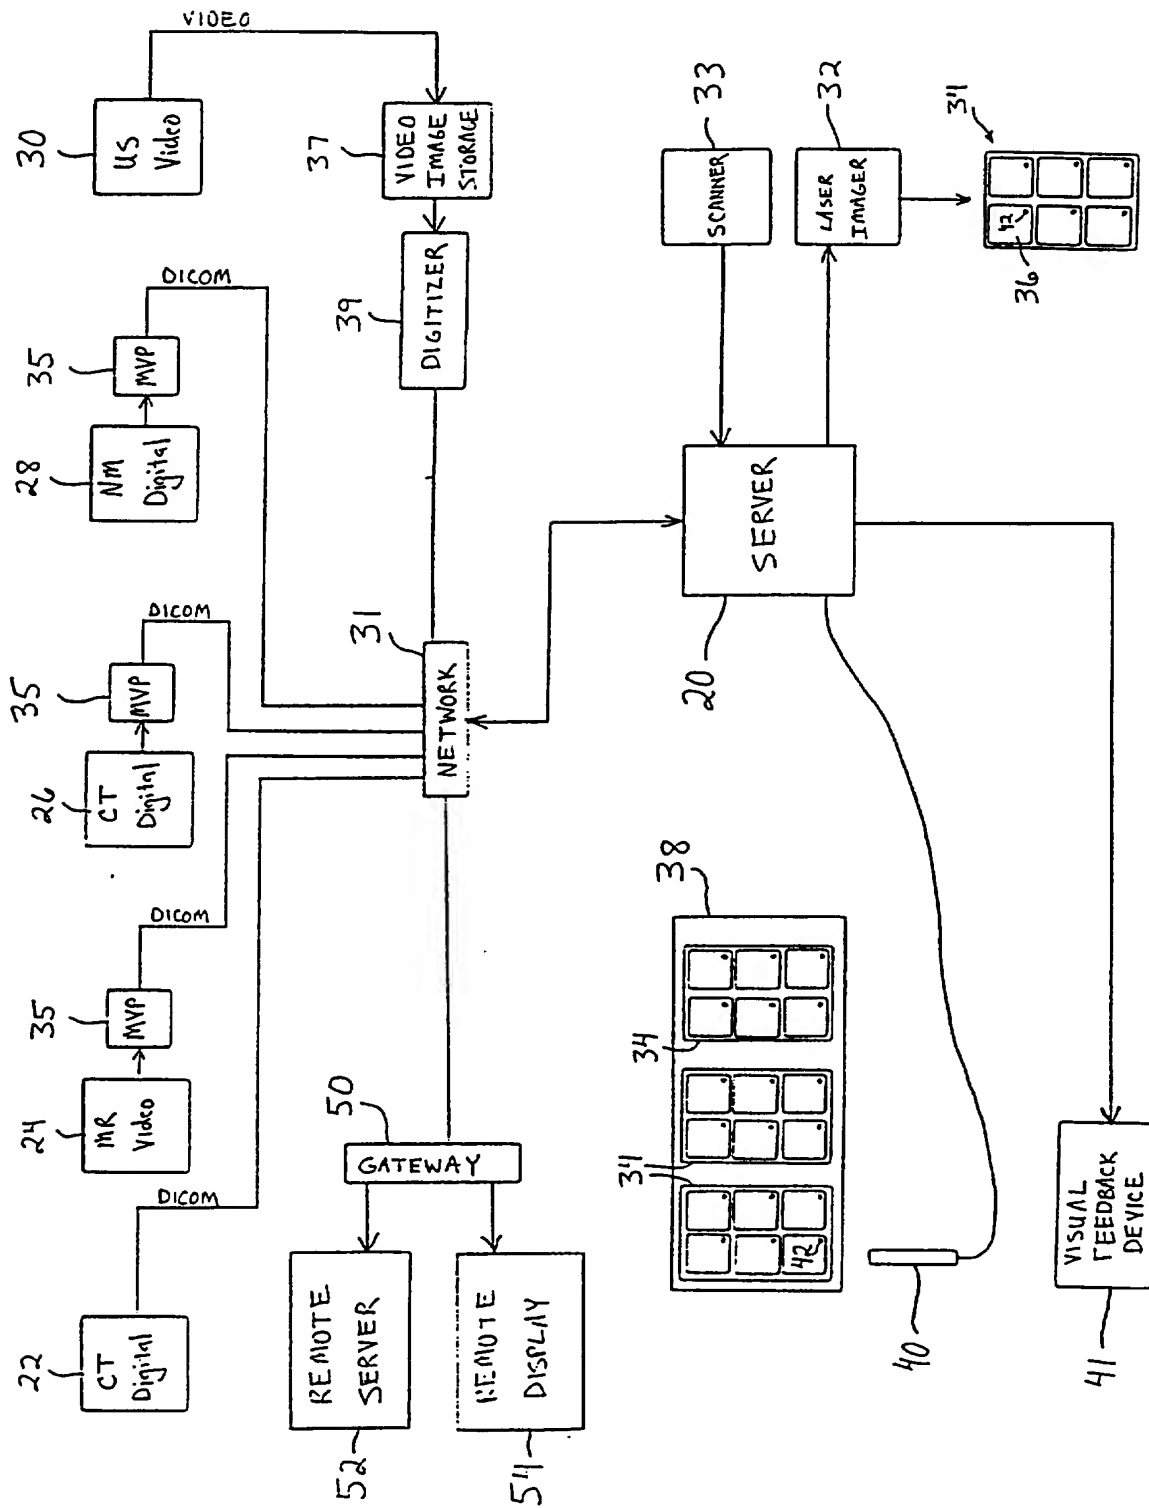 22
CT
Digital
DICOM
24
MR
Video
35
MVP
DICOM
26
CT
Digital
35
MVP
DICOM
28
NM
Digital
35
MVP
DICOM
30
US
Video
VIDEO
37
VIDEO
IMAGE
STORAGE
39
DIGITIZER
31
NETWORK
50
GATEWAY
REMOTE
SERVER
52
REMOTE
DISPLAY
54
38
34
34
42
40
20
SERVER
33
SCANNER
32
LASER
IMAGER
34
42
36
VISUAL
FEEDBACK
DEVICE
41